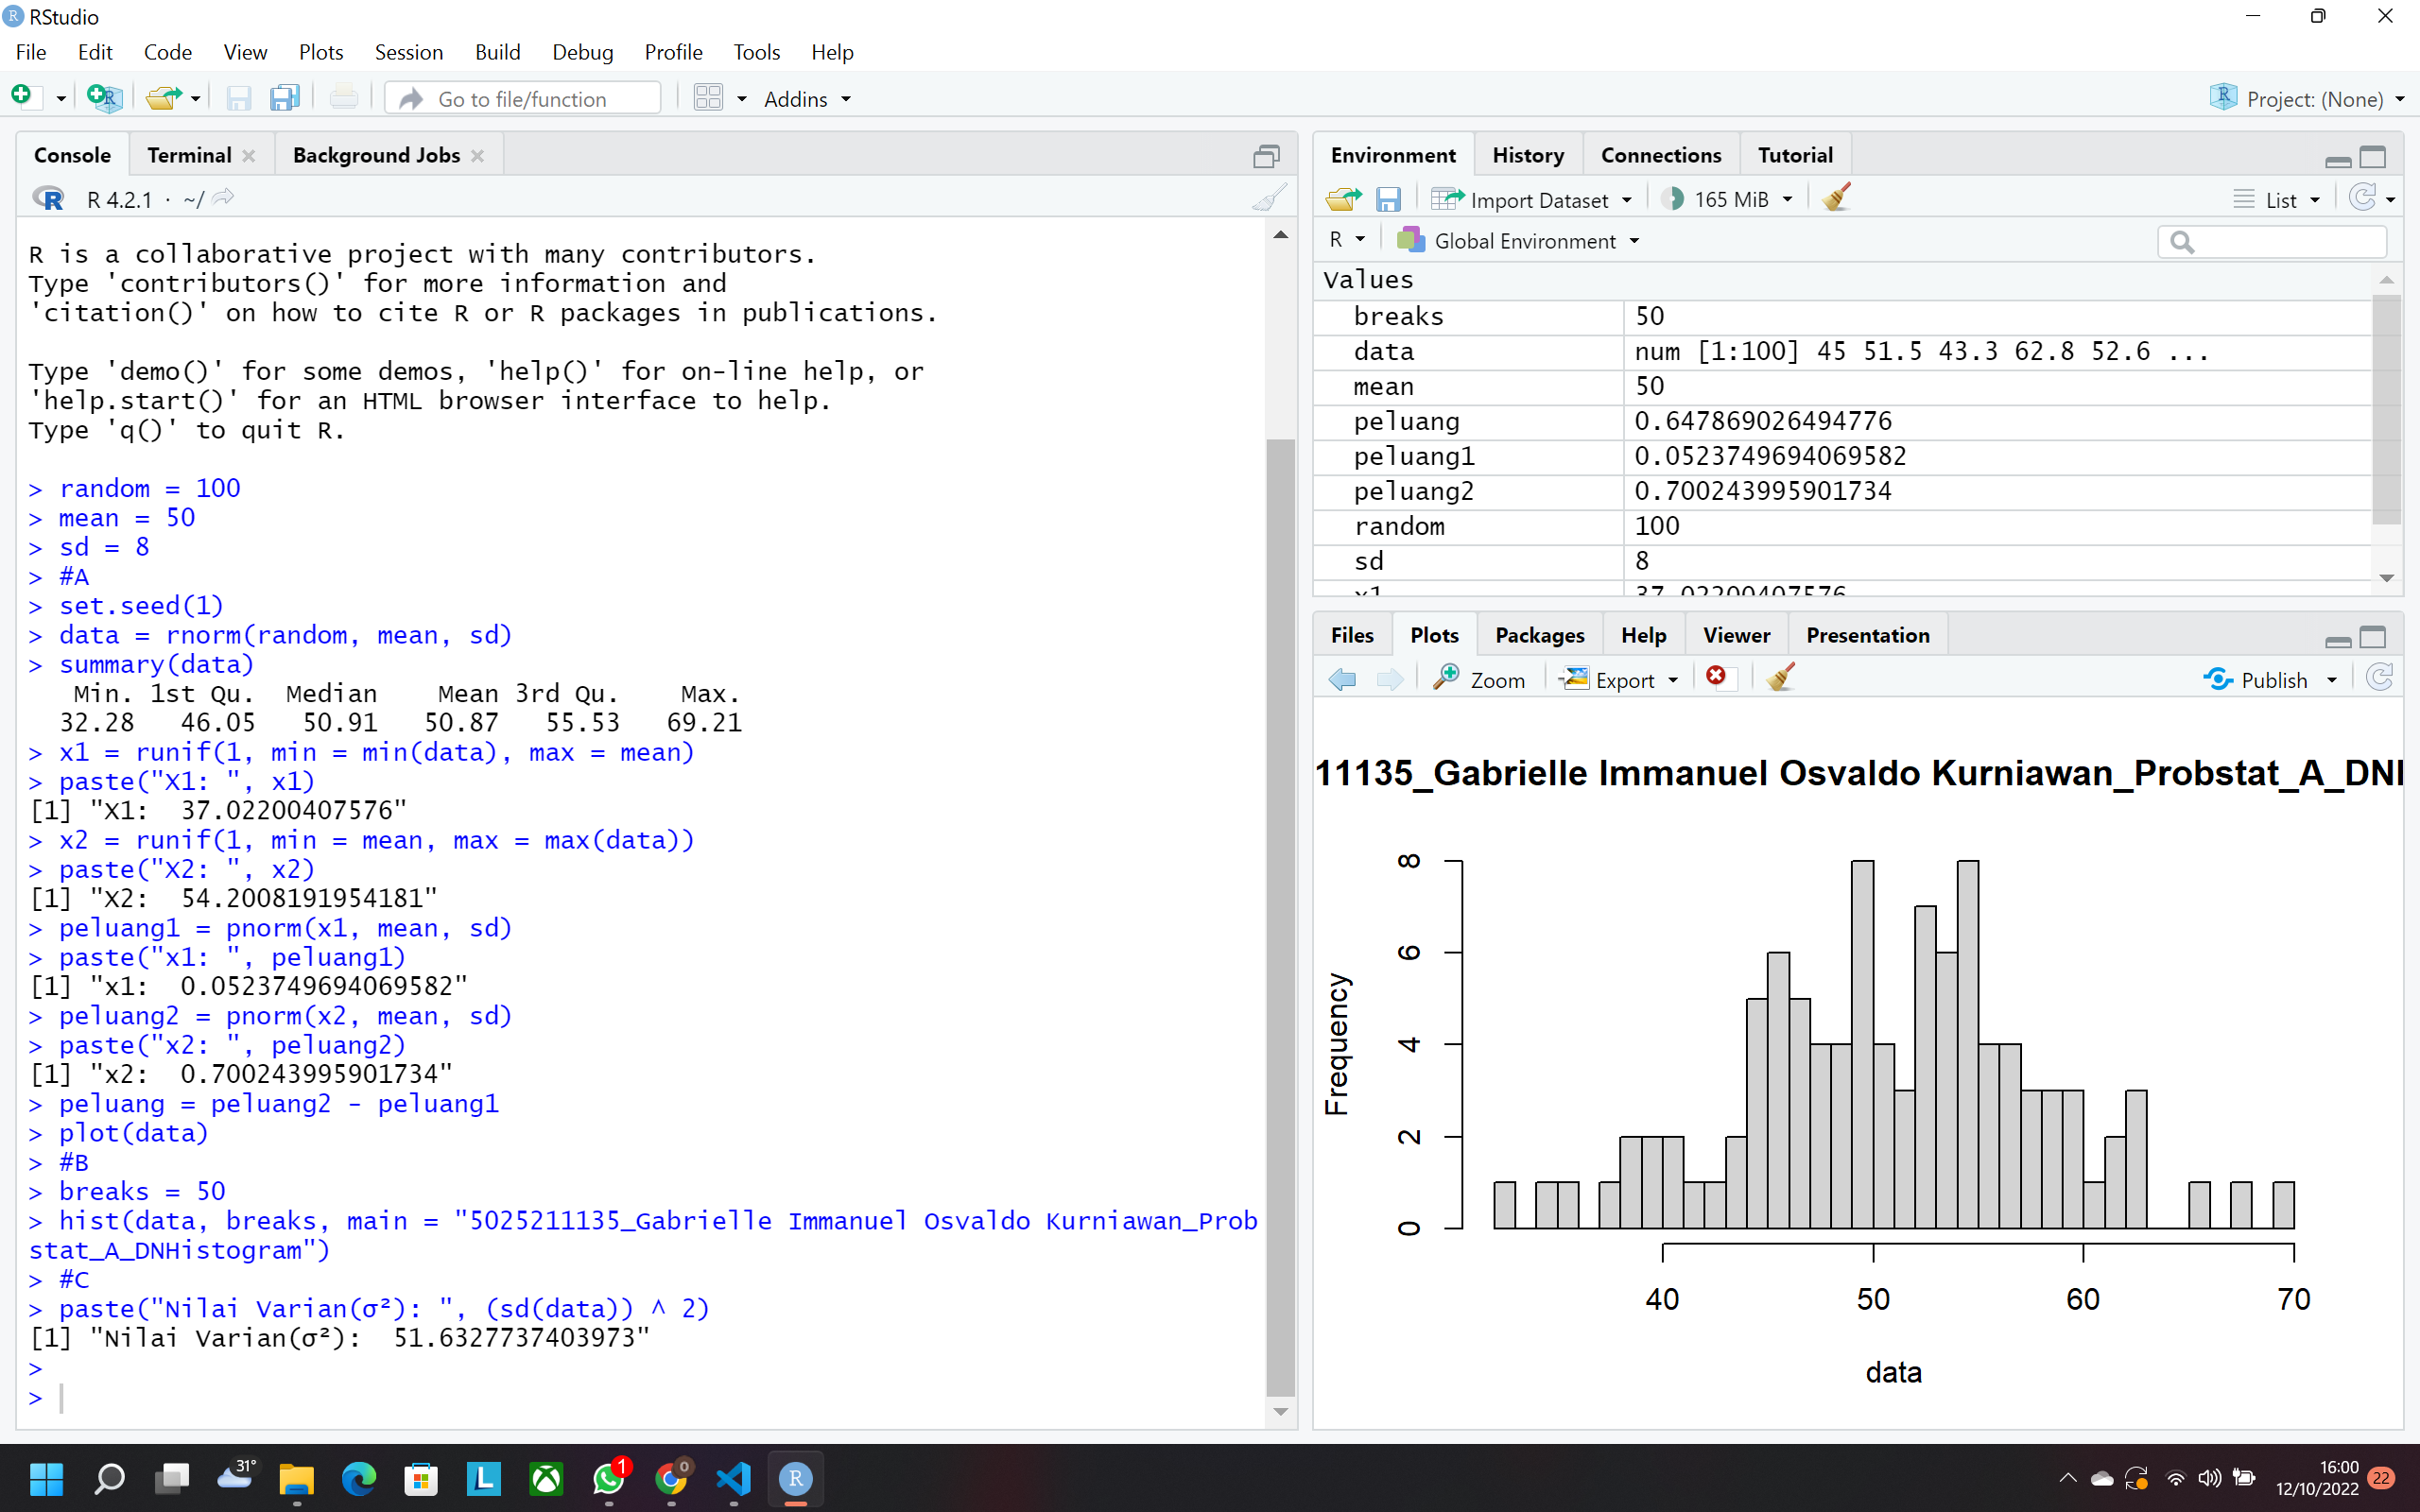 RStudio
File Edit Code View Plots Session Build Debug Profile Tools Help
Go to file/function
Addins
Project: (None)
Console Terminal Background Jobs
R 4.2.1 · ~/
R is a collaborative project with many contributors.
Type 'contributors()' for more information and
'citation()' on how to cite R or R packages in publications.
Type 'demo()' for some demos, 'help()' for on-line help, or
'help.start()' for an HTML browser interface to help.
Type 'q()' to quit R.
> random = 100
> mean = 50
> sd = 8
> #A
> set.seed(1)
> data = rnorm(random, mean, sd)
> summary(data)
Min. 1st Qu. Median Mean 3rd Qu. Max.
32.28 46.05 50.91 50.87 55.53 69.21
> x1 = runif(1, min = min(data), max = mean)
> paste("X1: ", x1)
[1] "X1:  37.02200407576"
> x2 = runif(1, min = mean, max = max(data))
> paste("X2: ", x2)
[1] "X2:  54.2008191954181"
> peluang1 = pnorm(x1, mean, sd)
> paste("x1: ", peluang1)
[1] "x1:  0.0523749694069582"
> peluang2 = pnorm(x2, mean, sd)
> paste("x2: ", peluang2)
[1] "x2:  0.700243995901734"
> peluang = peluang2 - peluang1
> plot(data)
> #B
> breaks = 50
> hist(data, breaks, main = "5025211135_Gabrielle Immanuel Osvaldo Kurniawan_Prob
stat_A_DNHistogram")
> #C
> paste("Nilai Varian(σ²): ", (sd(data)) ^ 2)
[1] "Nilai Varian(σ²):  51.6327737403973"
>
>
Environment History Connections Tutorial
Import Dataset 165 MiB List
R Global Environment
Values
breaks 50
data num [1:100] 45 51.5 43.3 62.8 52.6 ...
mean 50
peluang 0.647869026494776
peluang1 0.0523749694069582
peluang2 0.700243995901734
random 100
sd 8
x1 37.02200407576
Files Plots Packages Help Viewer Presentation
Zoom Export Publish
11135_Gabrielle Immanuel Osvaldo Kurniawan_Probstat_A_DNH
Frequency
8
6
4
2
0
40 50 60 70
data
31°
1
0
16:00
12/10/2022
22